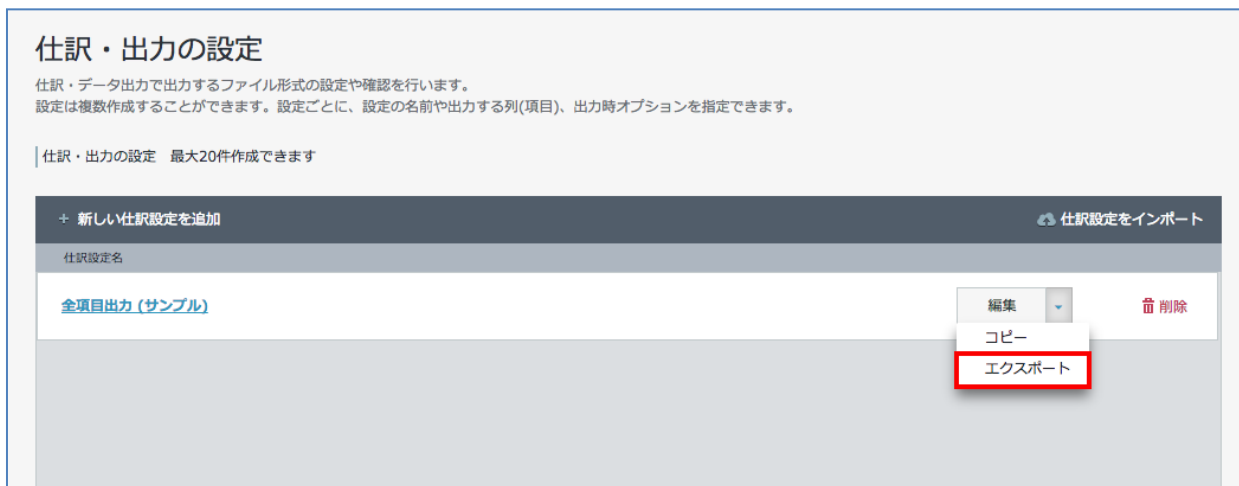 仕訳・出力の設定
仕訳・データ出力で出力するファイル形式の設定や確認を行います。
設定は複数作成することができます。設定ごとに、設定の名前や出力する列(項目)、出力時オプションを指定できます。
仕訳・出力の設定　最大20件作成できます
+ 新しい仕訳設定を追加　仕訳設定をインポート
仕訳設定名
全項目出力 (サンプル)　編集　削除
コピー
エクスポート